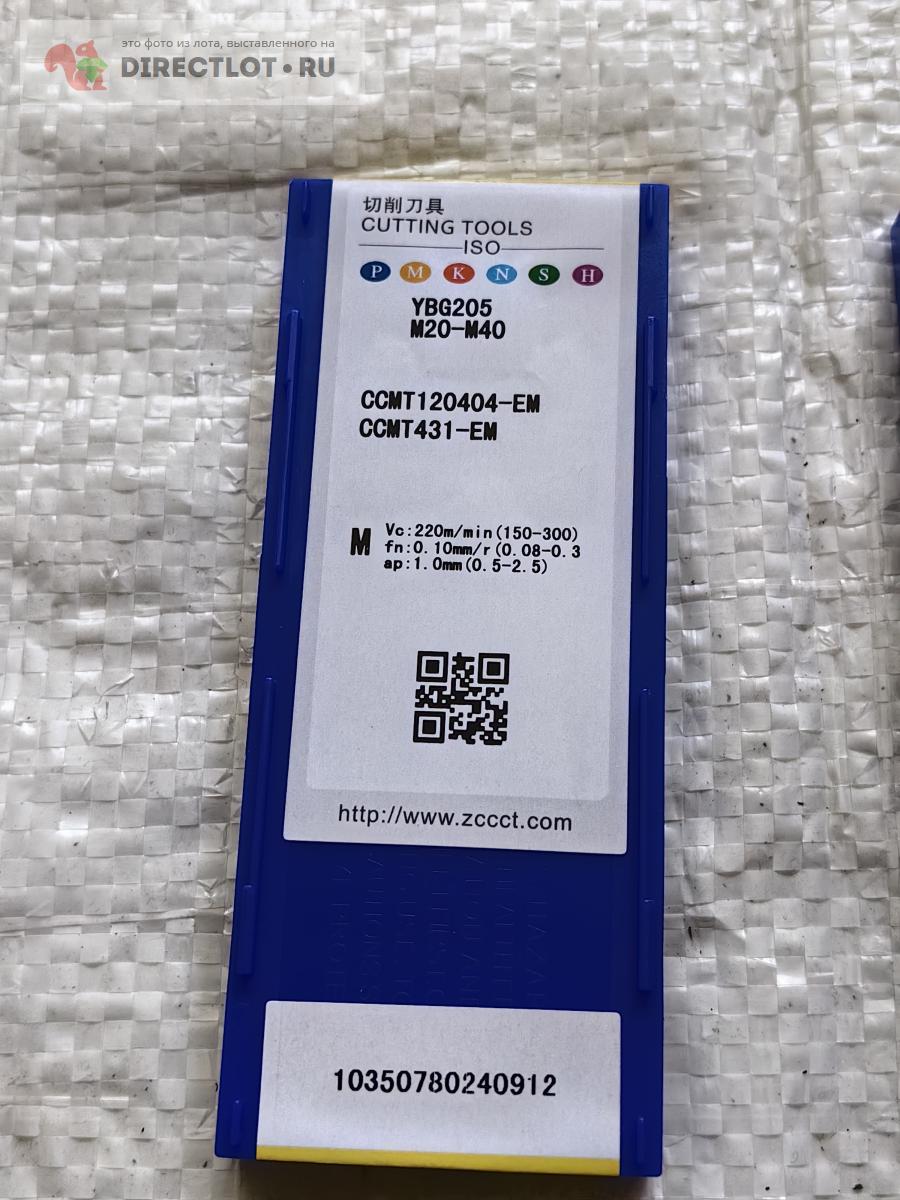 это фото из лота, выставленного на
DIRECTLOT•RU
切削刀具
CUTTING TOOLS
ISO
P M K N S H
YBG205
M20-M40
CCMT120404-EM
CCMT431-EM
M Vc:220m/min(150-300)
fn:0.10mm/r(0.08-0.3
ap:1.0mm(0.5-2.5)
http://www.zccct.com
10350780240912